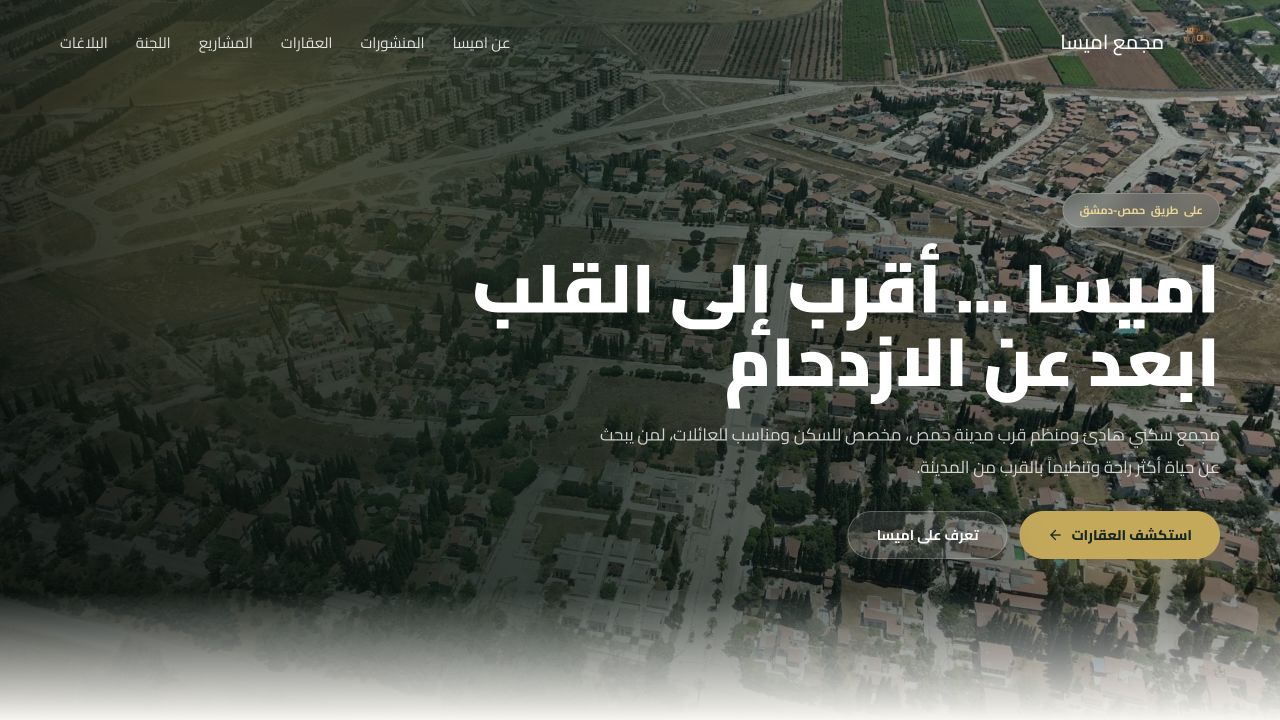 مجمع اميسا
عن اميسا
المنشورات
العقارات
المشاريع
اللجنة
البلاغات
على طريق حمص-دمشق
اميسا ... أقرب إلى القلب
ابعد عن الازدحام
مجمع سكني هادئ ومنظم قرب مدينة حمص، مخصص للسكن ومناسب للعائلات، لمن يبحث
عن حياة أكثر راحة وتنظيماً بالقرب من المدينة.
استكشف العقارات
تعرف على اميسا